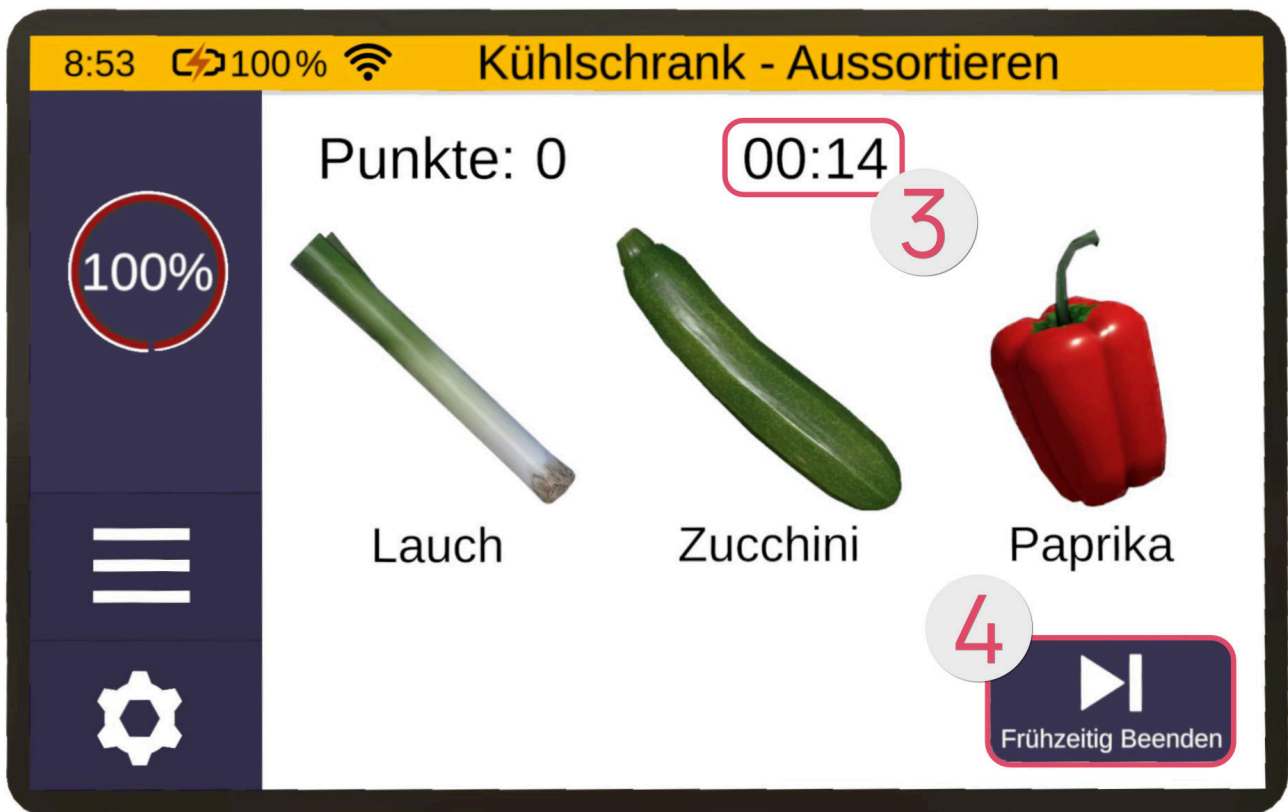 8:53 100% Kühlschrank - Aussortieren
Punkte: 0 00:14
3
100%
Lauch Zucchini Paprika
4
Frühzeitig Beenden